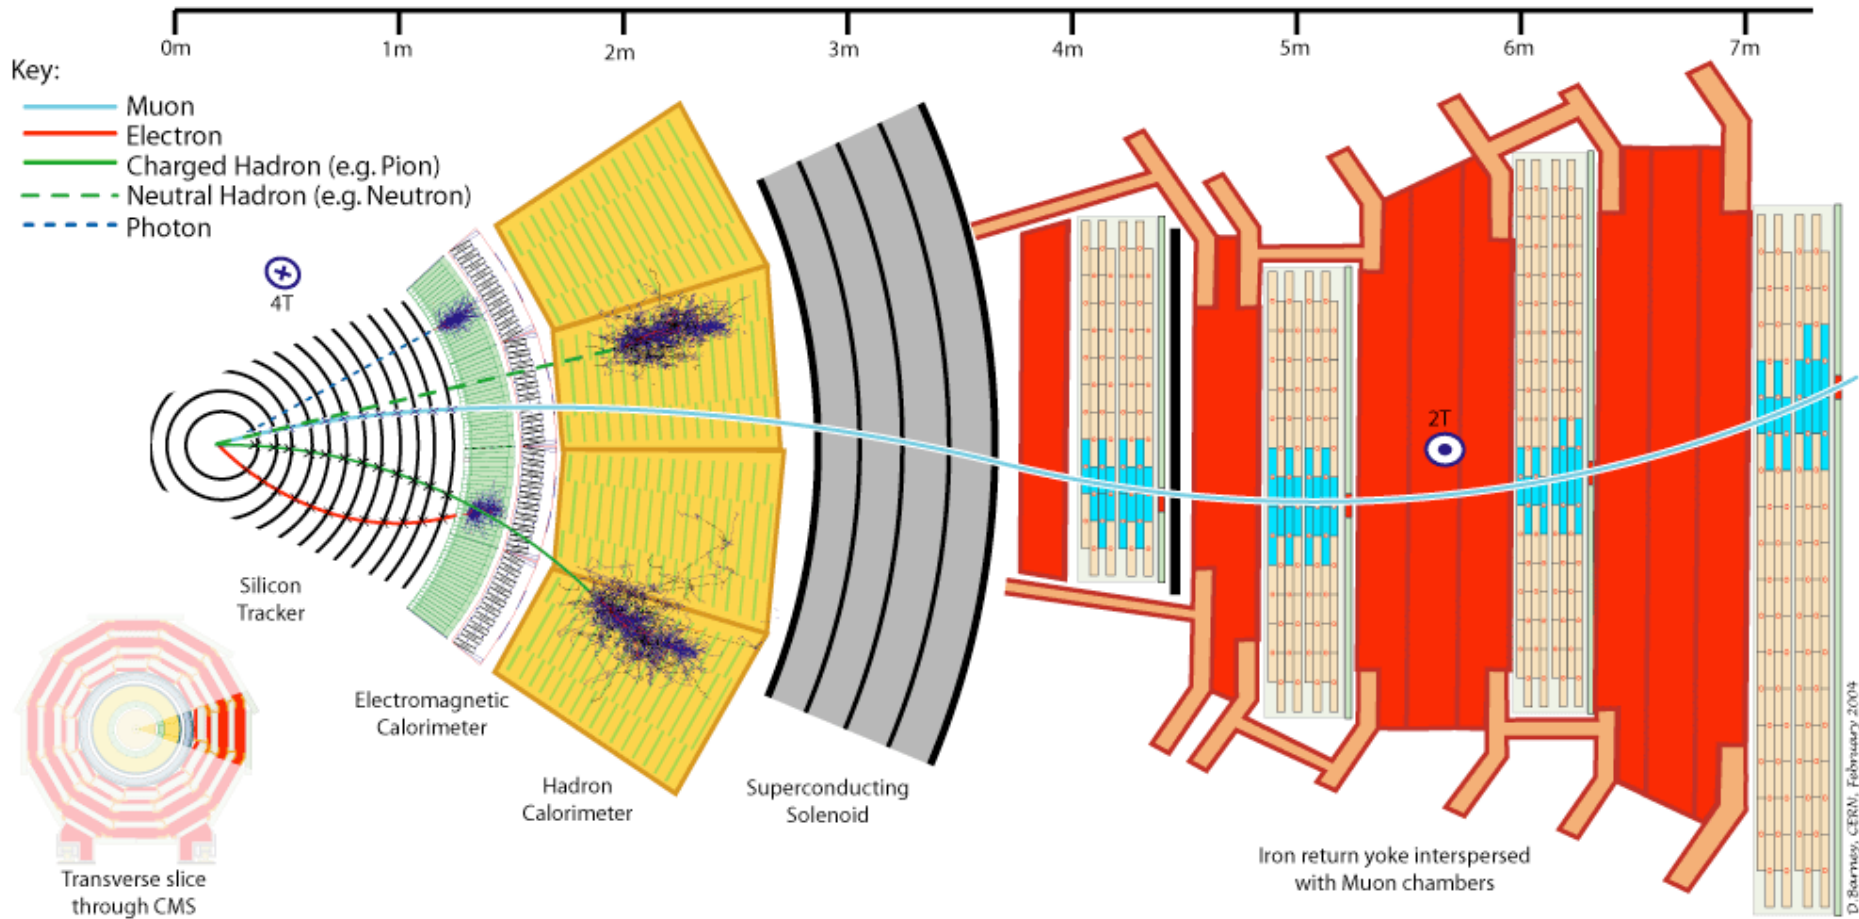 0m 1m 2m 3m 4m 5m 6m 7m
Key:
Muon
Electron
Charged Hadron (e.g. Pion)
Neutral Hadron (e.g. Neutron)
Photon
4T
2T
Silicon
Tracker
Electromagnetic
Calorimeter
Hadron
Calorimeter
Superconducting
Solenoid
Iron return yoke interspersed
with Muon chambers
Transverse slice
through CMS
D.Barney, CERN, February 2004